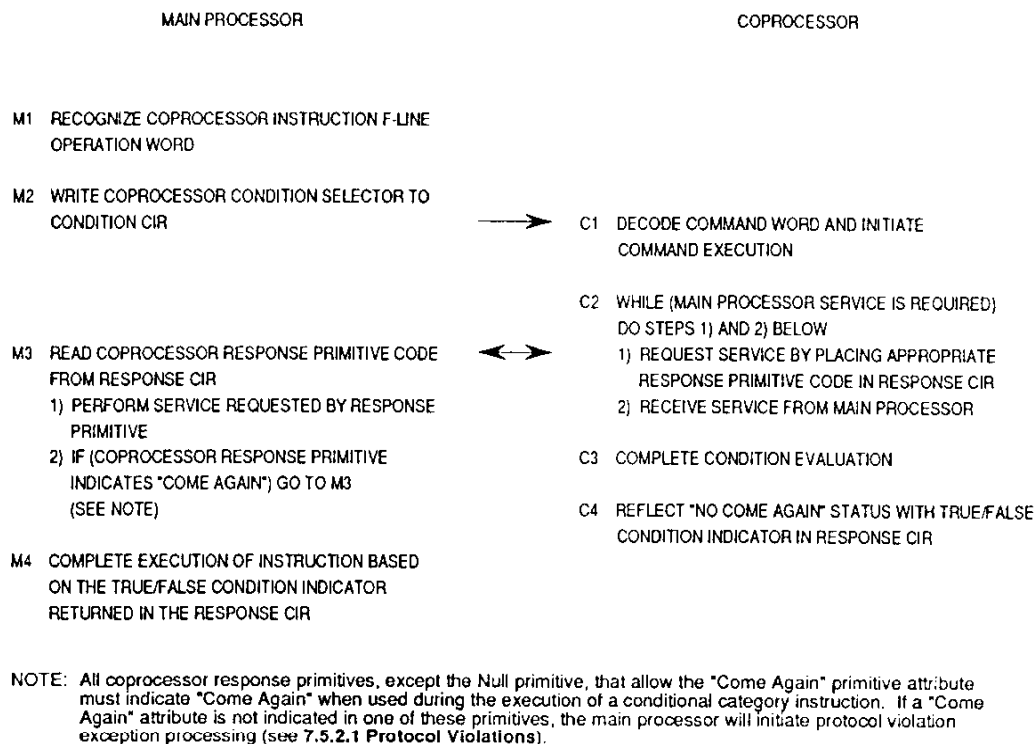 MAIN PROCESSOR
COPROCESSOR
M1 RECOGNIZE COPROCESSOR INSTRUCTION F-LINE
OPERATION WORD
M2 WRITE COPROCESSOR CONDITION SELECTOR TO
CONDITION CIR
C1 DECODE COMMAND WORD AND INITIATE
COMMAND EXECUTION
C2 WHILE (MAIN PROCESSOR SERVICE IS REQUIRED)
DO STEPS 1) AND 2) BELOW
1) REQUEST SERVICE BY PLACING APPROPRIATE
RESPONSE PRIMITIVE CODE IN RESPONSE CIR
2) RECEIVE SERVICE FROM MAIN PROCESSOR
M3 READ COPROCESSOR RESPONSE PRIMITIVE CODE
FROM RESPONSE CIR
1) PERFORM SERVICE REQUESTED BY RESPONSE
PRIMITIVE
2) IF (COPROCESSOR RESPONSE PRIMITIVE
INDICATES "COME AGAIN") GO TO M3
(SEE NOTE)
C3 COMPLETE CONDITION EVALUATION
C4 REFLECT "NO COME AGAIN" STATUS WITH TRUE/FALSE
CONDITION INDICATOR IN RESPONSE CIR
M4 COMPLETE EXECUTION OF INSTRUCTION BASED
ON THE TRUE/FALSE CONDITION INDICATOR
RETURNED IN THE RESPONSE CIR
NOTE: All coprocessor response primitives, except the Null primitive, that allow the "Come Again" primitive attribute
must indicate "Come Again" when used during the execution of a conditional category instruction. If a "Come
Again" attribute is not indicated in one of these primitives, the main processor will initiate protocol violation
exception processing (see 7.5.2.1 Protocol Violations).